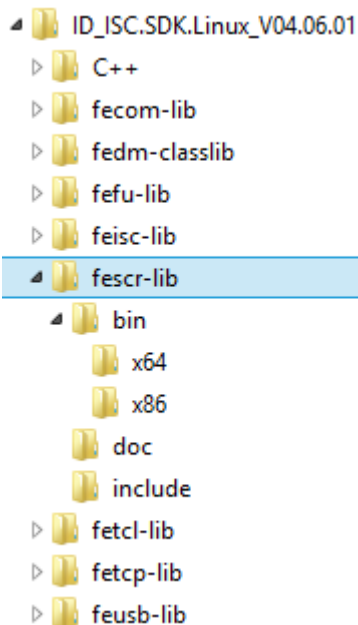 ID_ISC.SDK.Linux_V04.06.01
C++
fecom-lib
fedm-classlib
fefu-lib
feisc-lib
fescr-lib
bin
x64
x86
doc
include
fetcl-lib
fetcp-lib
feusb-lib